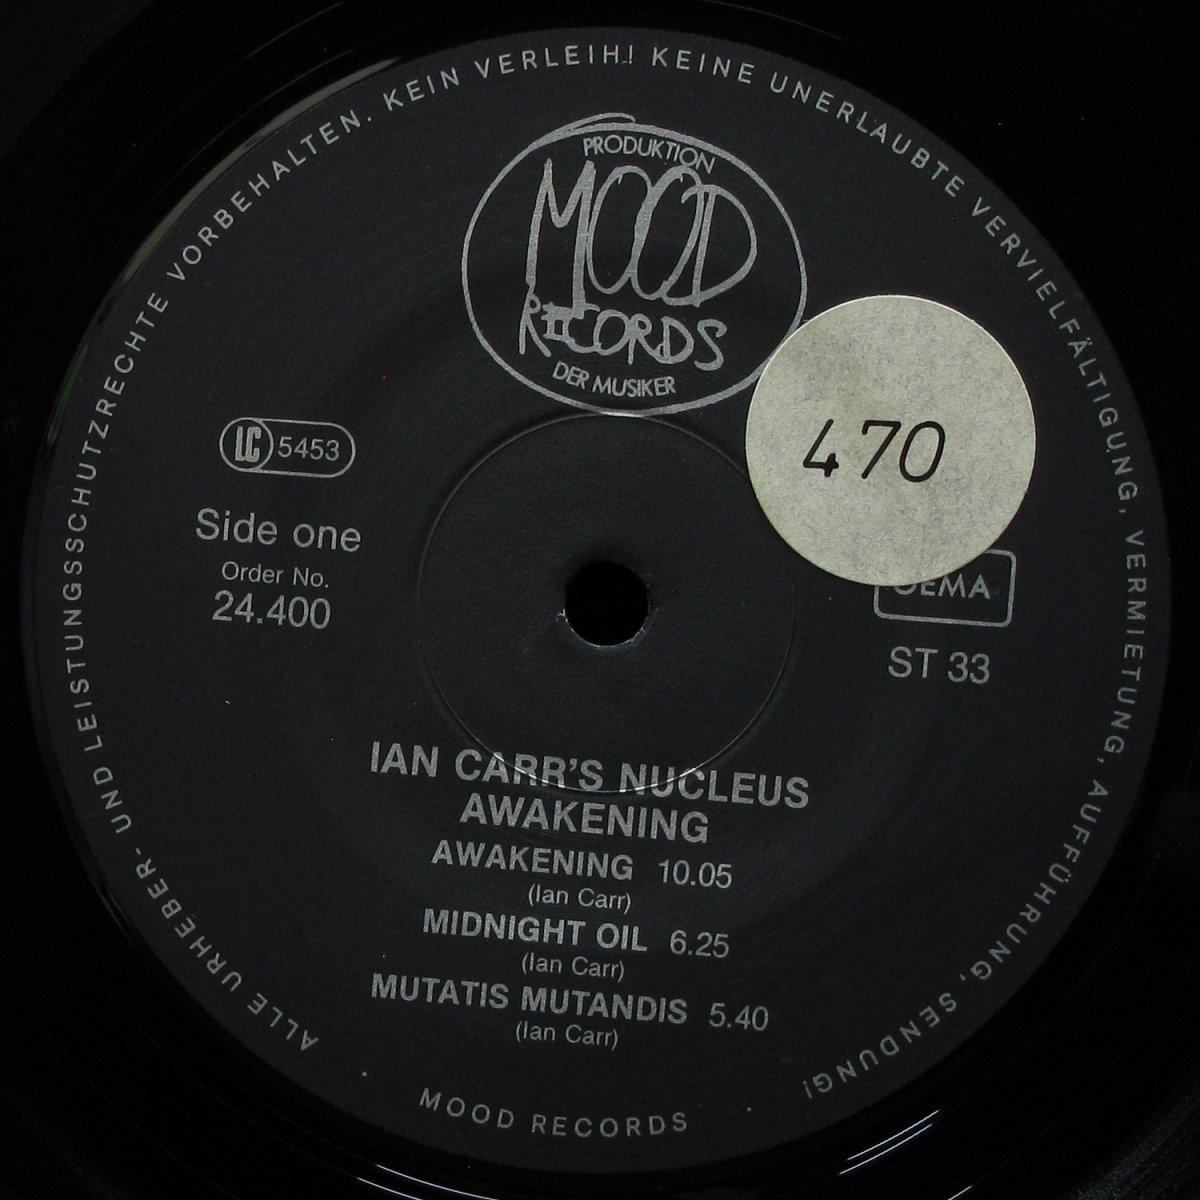 ALLE URHEBER- UND LEISTUNGSSCHUTZRECHTE VORBEHALTEN. KEIN VERLEIH! KEINE UNERLAUBTE VERVIELFÄLTIGUNG, VERMIETUNG, AUFFÜHRUNG, SENDUNG!
PRODUKTION
MOOD
RECORDS
DER MUSIKER
470
LC 5453
Side one
Order No.
24.400
GEMA
ST 33
IAN CARR'S NUCLEUS
AWAKENING
AWAKENING 10.05
(Ian Carr)
MIDNIGHT OIL 6.25
(Ian Carr)
MUTATIS MUTANDIS 5.40
(Ian Carr)
· MOOD RECORDS ·